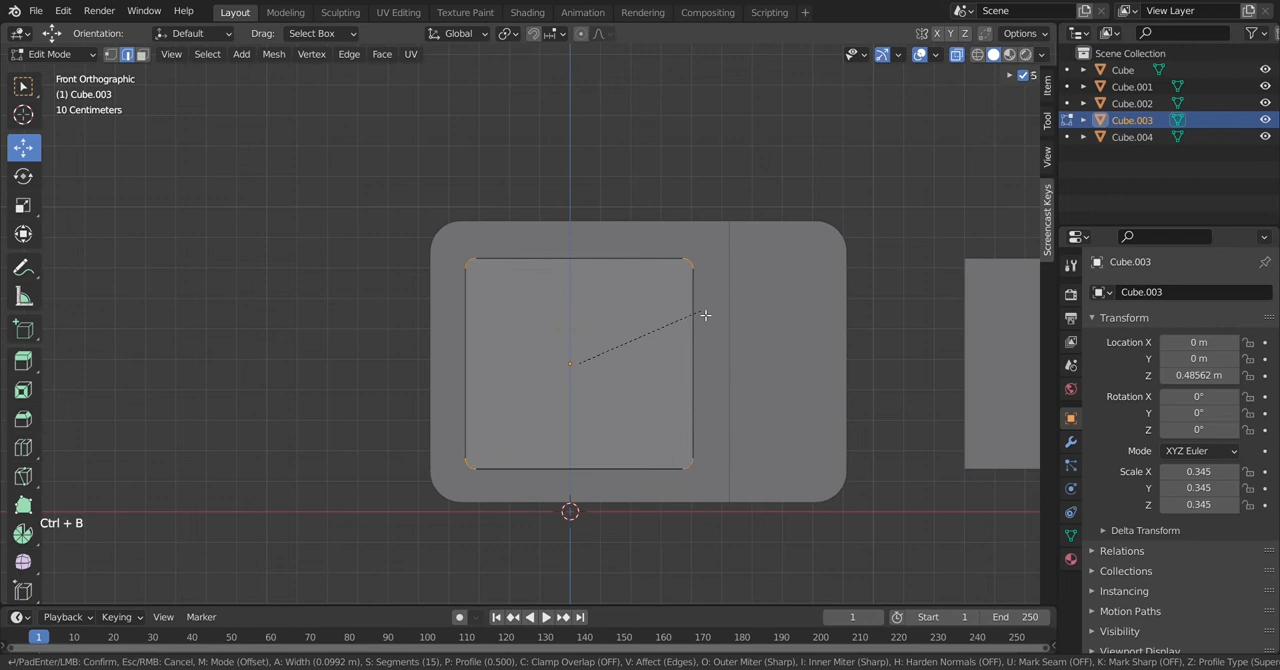 File Edit Render Window Help Layout Modeling Sculpting UV Editing Texture Paint Shading Animation Rendering Compositing Scripting + Scene View Layer
Orientation: Default Drag: Select Box Global X Y Z Options
Edit Mode View Select Add Mesh Vertex Edge Face UV
Front Orthographic
(1) Cube.003
10 Centimeters
5
Item
Tool
View
Screencast Keys
Ctrl + B
Scene Collection
Cube
Cube.001
Cube.002
Cube.003
Cube.004
Cube.003
Cube.003
Transform
Location X 0 m
Y 0 m
Z 0.48562 m
Rotation X 0°
Y 0°
Z 0°
Mode XYZ Euler
Scale X 0.345
Y 0.345
Z 0.345
Delta Transform
Relations
Collections
Instancing
Motion Paths
Visibility
Viewport Display
Playback Keying View Marker 1 Start 1 End 250
1 10 20 30 40 50 60 70 80 90 100 110 120 130 140 150 160 170 180 190 200 210 220 230 240 250
↵/PadEnter/LMB: Confirm, Esc/RMB: Cancel, M: Mode (Offset), A: Width (0.0992 m), S: Segments (15), P: Profile (0.500), C: Clamp Overlap (OFF), V: Affect (Edges), O: Outer Miter (Sharp), I: Inner Miter (Sharp), H: Harden Normals (OFF), U: Mark Seam (OFF), K: Mark Sharp (OFF), Z: Profile Type (Super